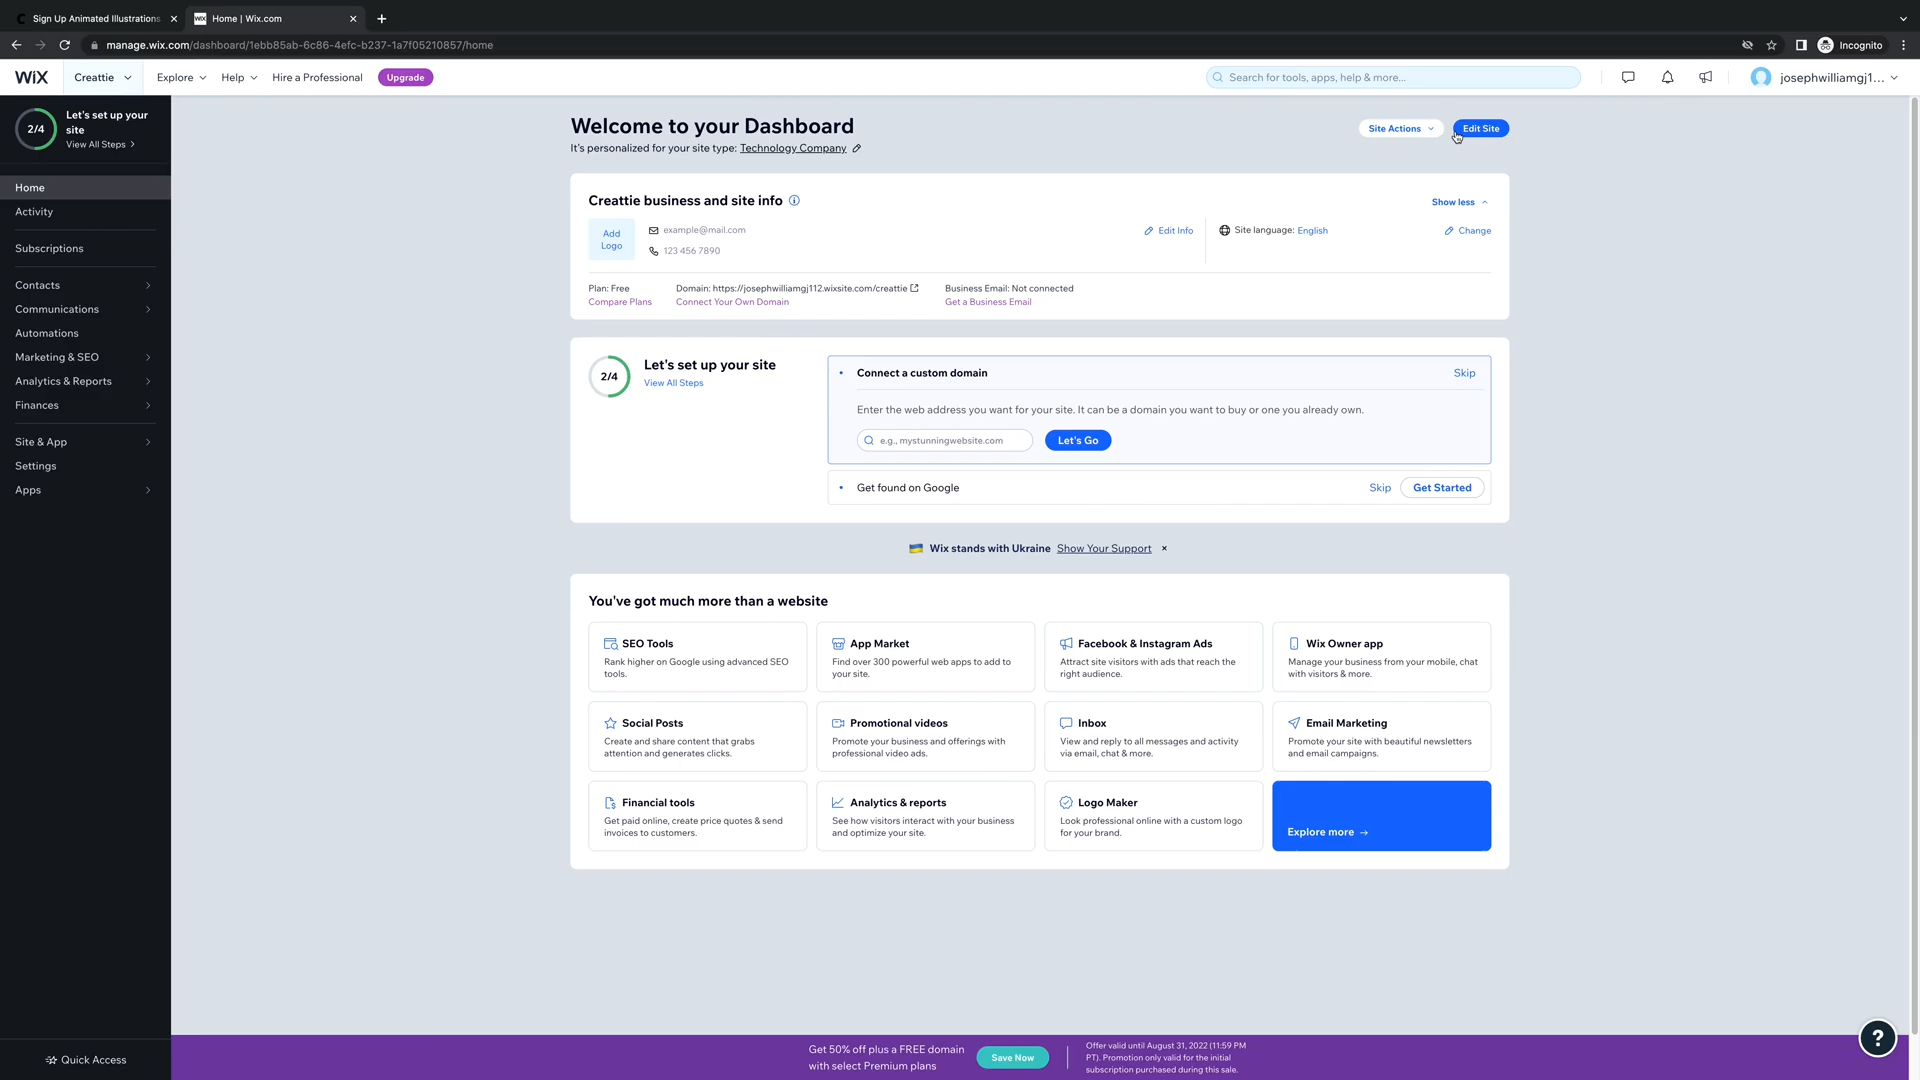 Sign Up Animated Illustrations
Home | Wix.com
manage.wix.com/dashboard/1ebb85ab-6c86-4efc-b237-1a7f05210857/home
Incognito
WiX
Creattie
Explore
Help
Hire a Professional
Upgrade
Search for tools, apps, help & more...
josephwilliamgj1...
2/4
Let's set up your
site
View All Steps
Home
Activity
Subscriptions
Contacts
Communications
Automations
Marketing & SEO
Analytics & Reports
Finances
Site & App
Settings
Apps
Quick Access
Welcome to your Dashboard
It's personalized for your site type: Technology Company
Site Actions
Edit Site
Creattie business and site info
Show less
Add
Logo
example@mail.com
123 456 7890
Edit Info
Site language: English
Change
Plan: Free
Compare Plans
Domain: https://josephwilliamgj112.wixsite.com/creattie
Connect Your Own Domain
Business Email: Not connected
Get a Business Email
2/4
Let's set up your site
View All Steps
Connect a custom domain
Skip
Enter the web address you want for your site. It can be a domain you want to buy or one you already own.
e.g., mystunningwebsite.com
Let's Go
Get found on Google
Skip
Get Started
Wix stands with Ukraine Show Your Support
You've got much more than a website
SEO Tools
Rank higher on Google using advanced SEO
tools.
App Market
Find over 300 powerful web apps to add to
your site.
Facebook & Instagram Ads
Attract site visitors with ads that reach the
right audience.
Wix Owner app
Manage your business from your mobile, chat
with visitors & more.
Social Posts
Create and share content that grabs
attention and generates clicks.
Promotional videos
Promote your business and offerings with
professional video ads.
Inbox
View and reply to all messages and activity
via email, chat & more.
Email Marketing
Promote your site with beautiful newsletters
and email campaigns.
Financial tools
Get paid online, create price quotes & send
invoices to customers.
Analytics & reports
See how visitors interact with your business
and optimize your site.
Logo Maker
Look professional online with a custom logo
for your brand.
Explore more →
Get 50% off plus a FREE domain
with select Premium plans
Save Now
Offer valid until August 31, 2022 (11:59 PM
PT). Promotion only valid for the initial
subscription purchased during this sale.
?